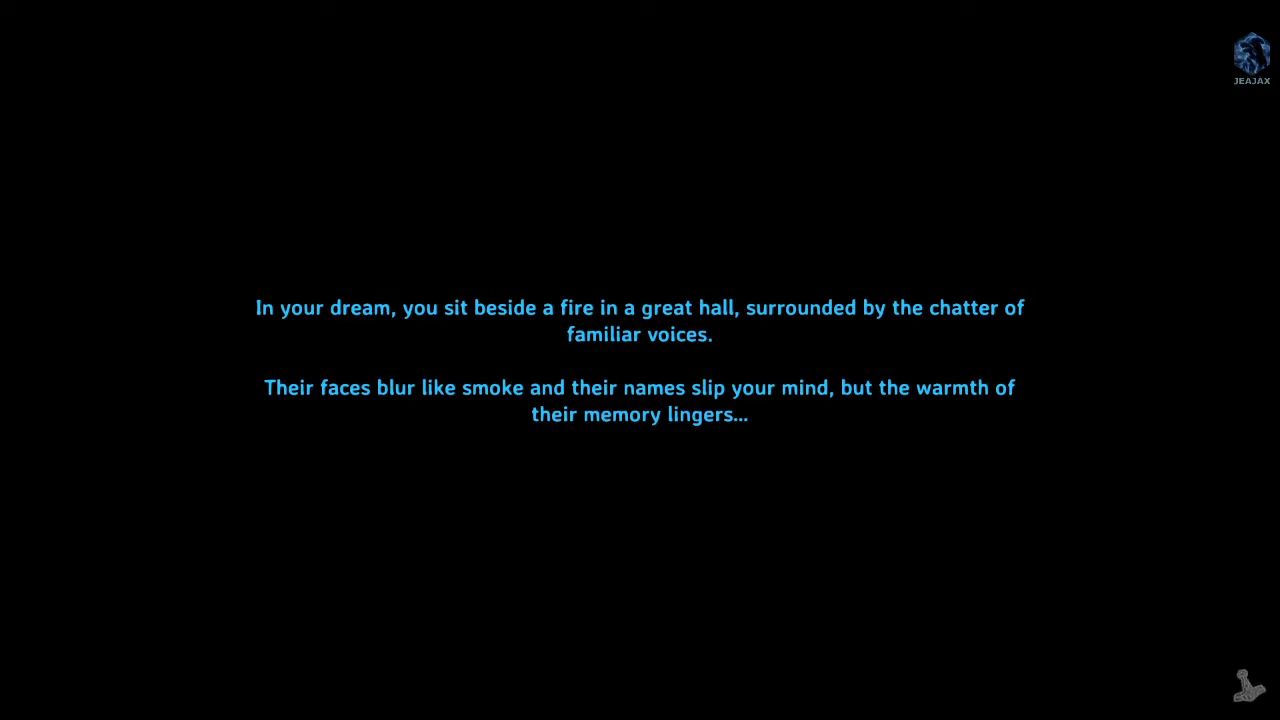 JEAJAX
In your dream, you sit beside a fire in a great hall, surrounded by the chatter of
familiar voices.
Their faces blur like smoke and their names slip your mind, but the warmth of
their memory lingers...